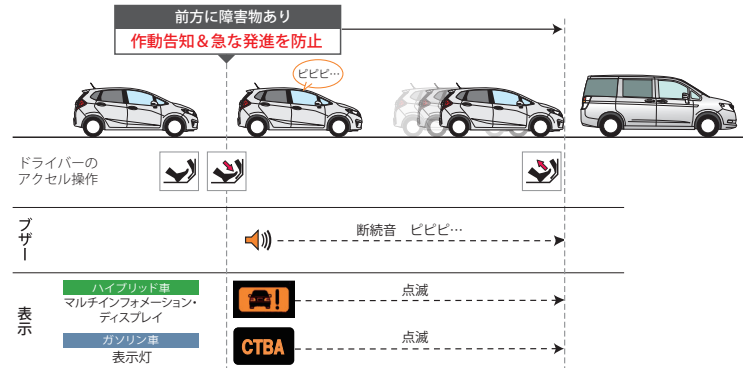 前方に障害物あり
作動告知&急な発進を防止
ピピピ…
ドライバーの
アクセル操作
ブザー
断続音　ピピピ…
表示
ハイブリッド車
マルチインフォメーション・
ディスプレイ
点滅
ガソリン車
表示灯
CTBA
点滅